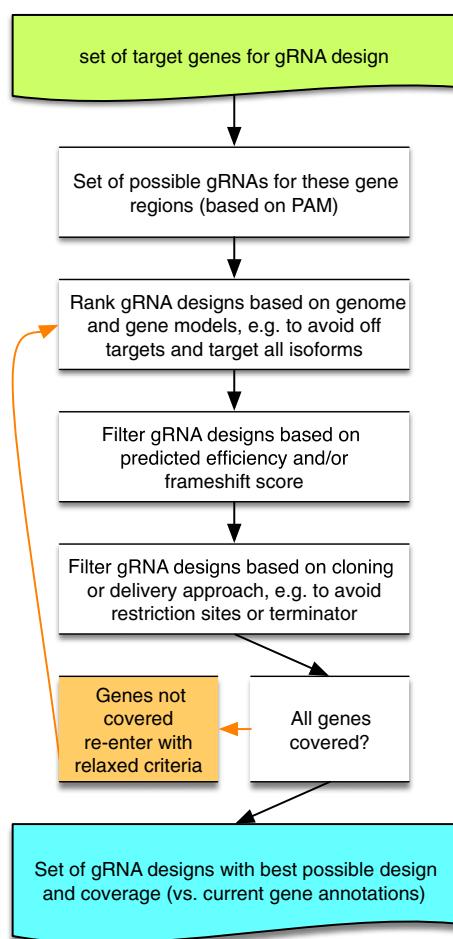 set of target genes for gRNA design
Set of possible gRNAs for these gene
regions (based on PAM)
Rank gRNA designs based on genome
and gene models, e.g. to avoid off
targets and target all isoforms
Filter gRNA designs based on
predicted efficiency and/or
frameshift score
Filter gRNA designs based on cloning
or delivery approach, e.g. to avoid
restriction sites or terminator
Genes not
covered
re-enter with
relaxed criteria
All genes
covered?
Set of gRNA designs with best possible design
and coverage (vs. current gene annotations)